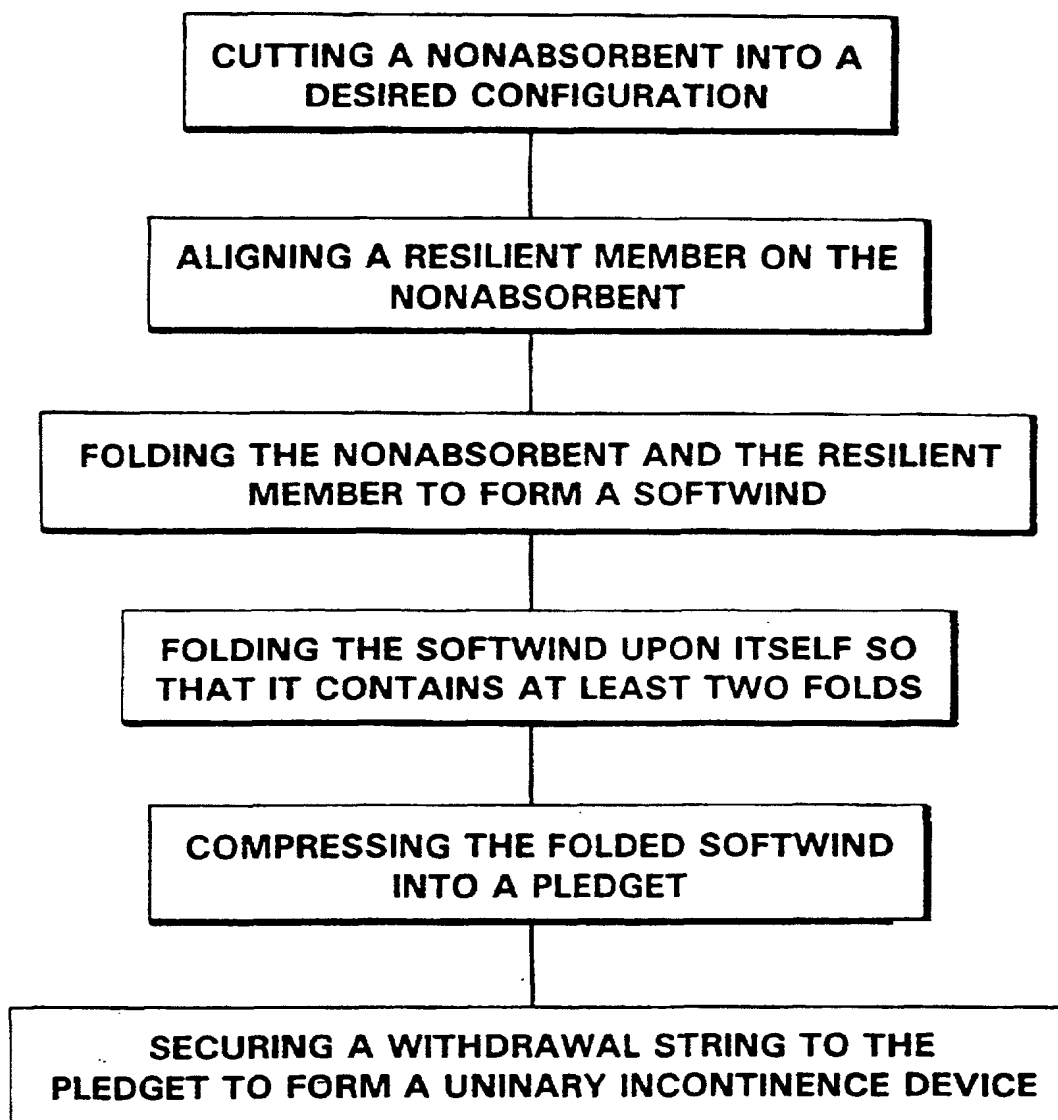 CUTTING A NONABSORBENT INTO A
DESIRED CONFIGURATION
ALIGNING A RESILIENT MEMBER ON THE
NONABSORBENT
FOLDING THE NONABSORBENT AND THE RESILIENT
MEMBER TO FORM A SOFTWIND
FOLDING THE SOFTWIND UPON ITSELF SO
THAT IT CONTAINS AT LEAST TWO FOLDS
COMPRESSING THE FOLDED SOFTWIND
INTO A PLEDGET
SECURING A WITHDRAWAL STRING TO THE
PLEDGET TO FORM A UNINARY INCONTINENCE DEVICE